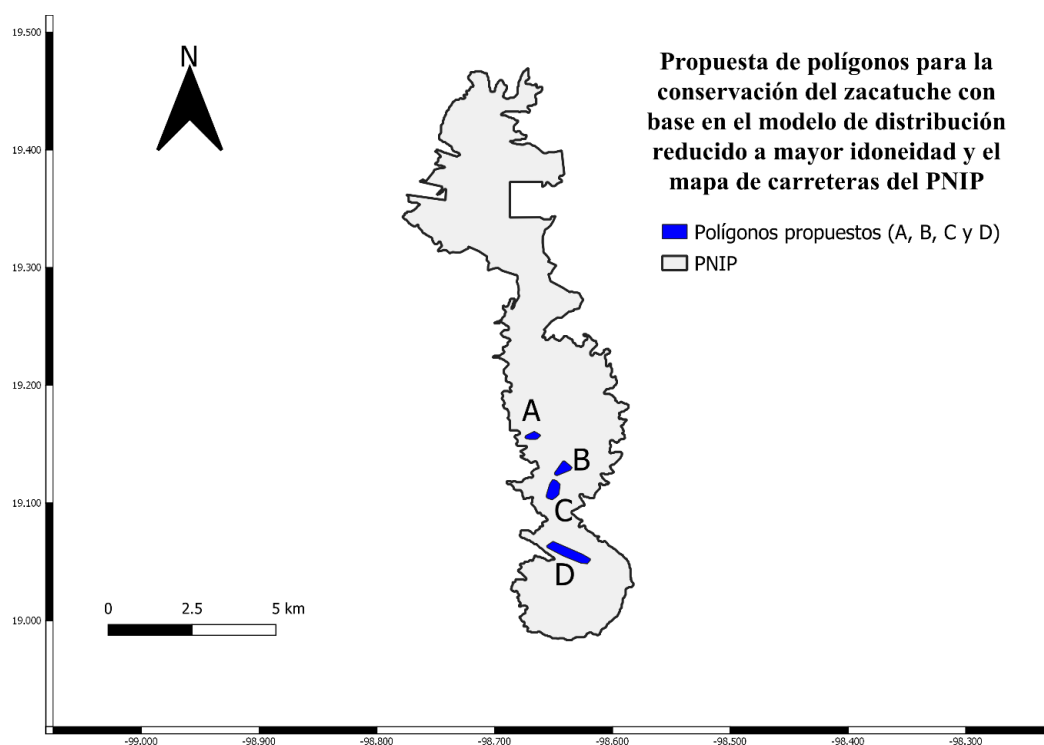 19.500
19.400
19.300
19.200
19.100
19.000
N
Propuesta de polígonos para la
conservación del zacatuche con
base en el modelo de distribución
reducido a mayor idoneidad y el
mapa de carreteras del PNIP
Polígonos propuestos (A, B, C y D)
PNIP
A
B
C
D
0 2.5 5 km
-99.000 -98.900 -98.800 -98.700 -98.600 -98.500 -98.400 -98.300